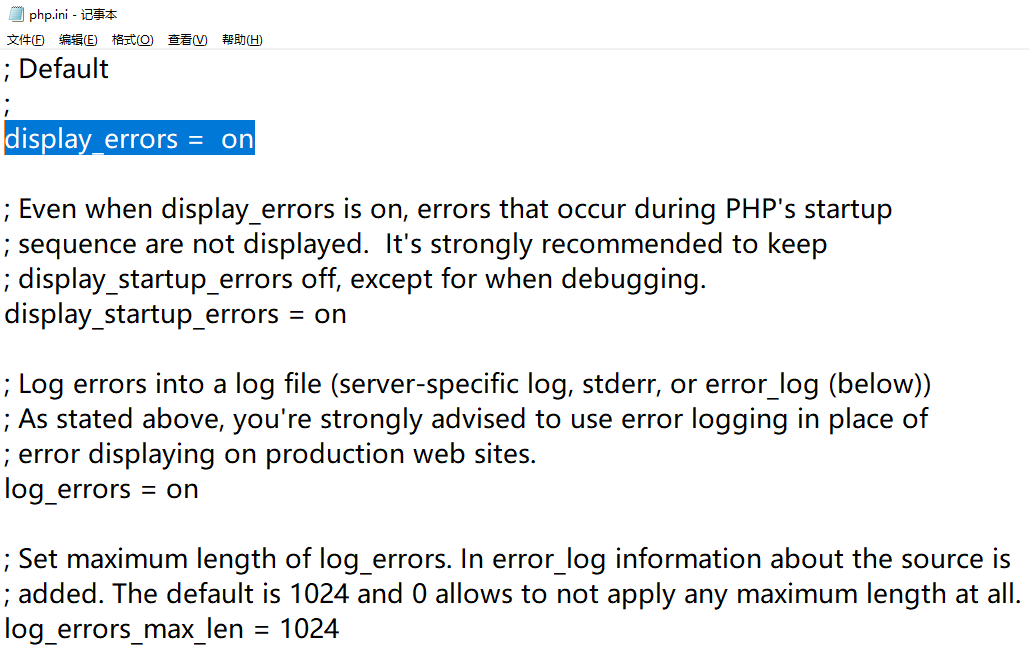 php.ini - 记事本
文件(F) 编辑(E) 格式(O) 查看(V) 帮助(H)
; Default
;
display_errors =  on
; Even when display_errors is on, errors that occur during PHP's startup
; sequence are not displayed.  It's strongly recommended to keep
; display_startup_errors off, except for when debugging.
display_startup_errors = on
; Log errors into a log file (server-specific log, stderr, or error_log (below))
; As stated above, you're strongly advised to use error logging in place of
; error displaying on production web sites.
log_errors = on
; Set maximum length of log_errors. In error_log information about the source is
; added. The default is 1024 and 0 allows to not apply any maximum length at all.
log_errors_max_len = 1024